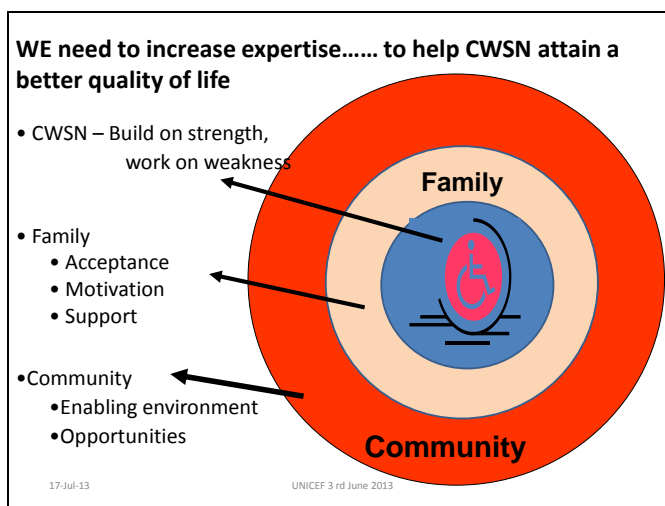 WE need to increase expertise...... to help CWSN attain a
better quality of life
• CWSN – Build on strength,
work on weakness
• Family
• Acceptance
• Motivation
• Support
•Community
•Enabling environment
•Opportunities
Family
Community
17-Jul-13
UNICEF 3 rd June 2013